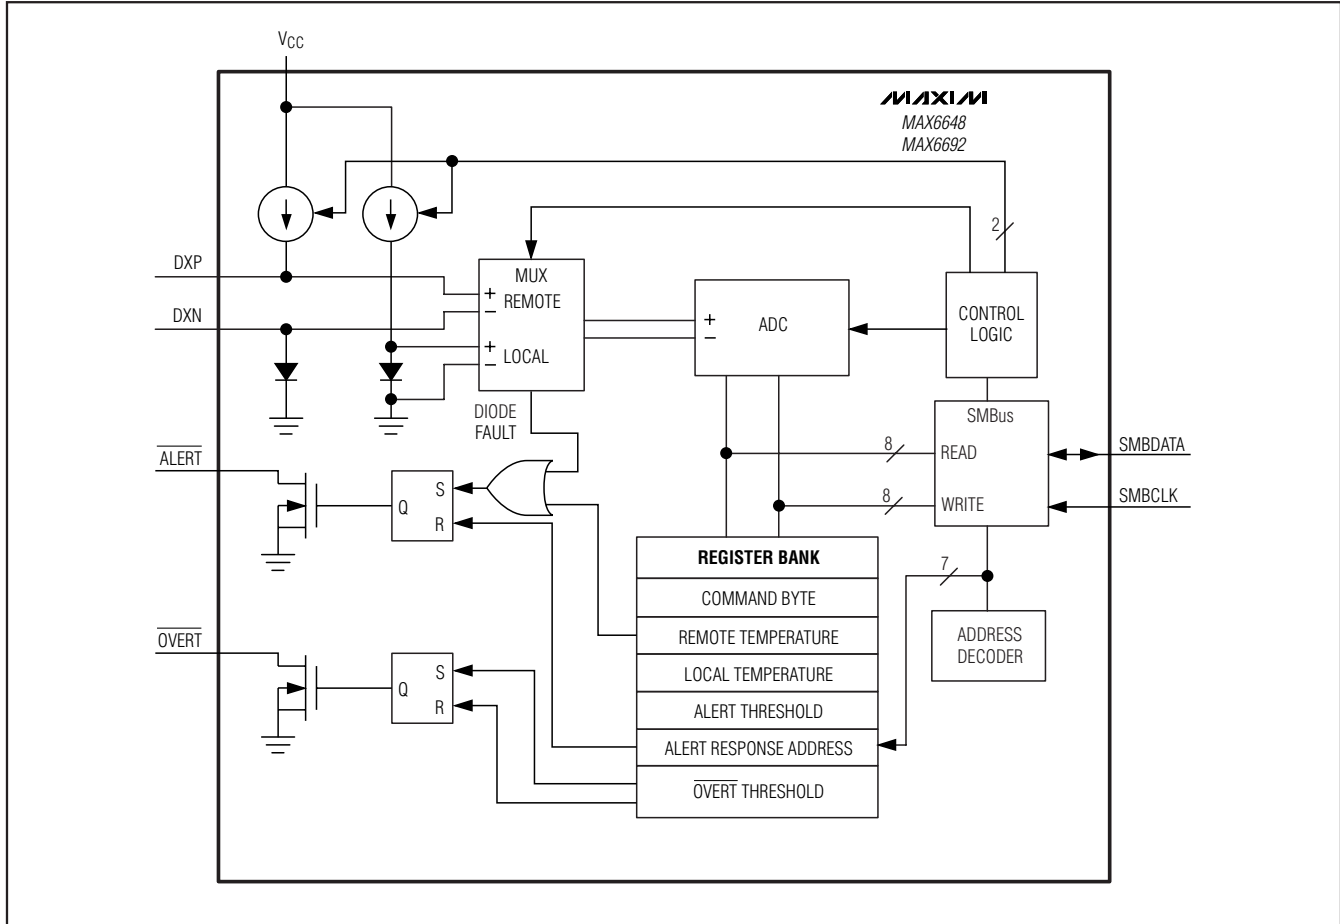 VCC
MAXIM
MAX6648
MAX6692
2
DXP
MUX
REMOTE
+
−
DXN
+
−
ADC
CONTROL
LOGIC
+
−
LOCAL
DIODE
FAULT
SMBus
ALERT
8
READ
SMBDATA
S
Q
R
8
WRITE
SMBCLK
REGISTER BANK
7
COMMAND BYTE
OVERT
REMOTE TEMPERATURE
ADDRESS
DECODER
S
Q
R
LOCAL TEMPERATURE
ALERT THRESHOLD
ALERT RESPONSE ADDRESS
OVERT THRESHOLD